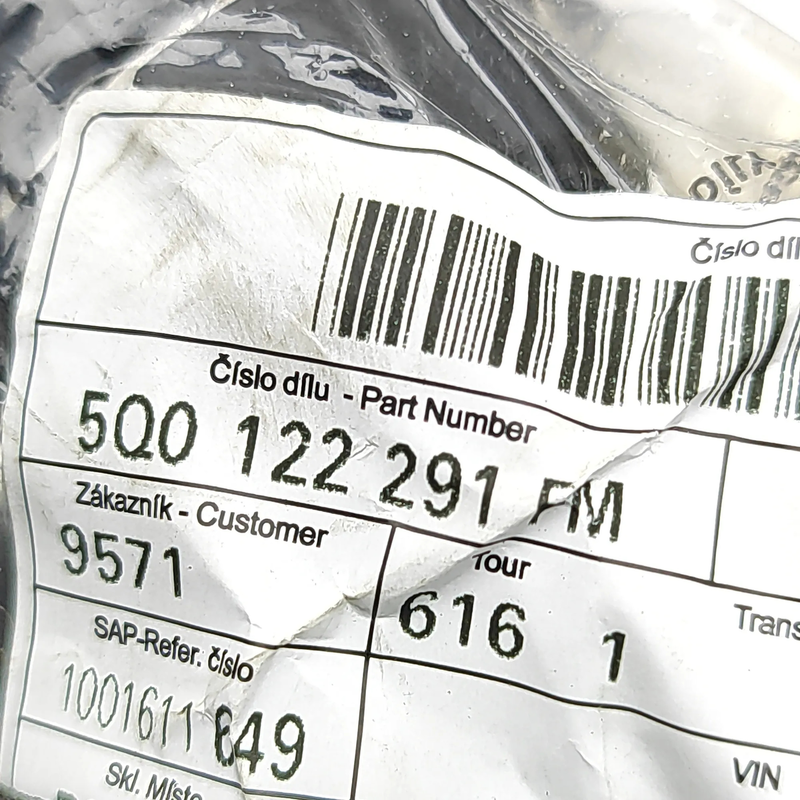 Číslo díl
Číslo dílu - Part Number
5Q0 122 291 FM
Zákazník - Customer
9571
Tour
616 1
Trans
SAP-Refer. číslo
1001611 849
VIN
Skl. Místo